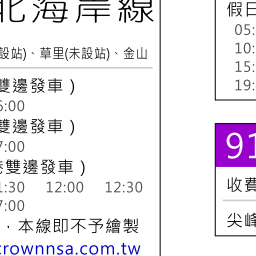 北海岸線
設站)、草里(未設站)、金山
雙邊發車）
6:00
雙邊發車）
7:00
雙邊發車）
1:30 12:00 12:30
7:00
，本線即不予繪製
crownnsa.com.tw
假日
05:
10:
15:
19:
91
收費
尖峰